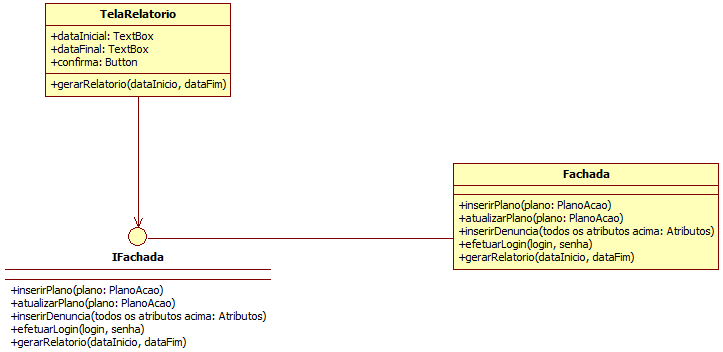 TelaRelatorio
+dataInicial: TextBox
+dataFinal: TextBox
+confirma: Button
+gerarRelatorio(dataInicio, dataFim)
Fachada
+inserirPlano(plano: PlanoAcao)
+atualizarPlano(plano: PlanoAcao)
+inserirDenuncia(todos os atributos acima: Atributos)
+efetuarLogin(login, senha)
+gerarRelatorio(dataInicio, dataFim)
IFachada
+inserirPlano(plano: PlanoAcao)
+atualizarPlano(plano: PlanoAcao)
+inserirDenuncia(todos os atributos acima: Atributos)
+efetuarLogin(login, senha)
+gerarRelatorio(dataInicio, dataFim)